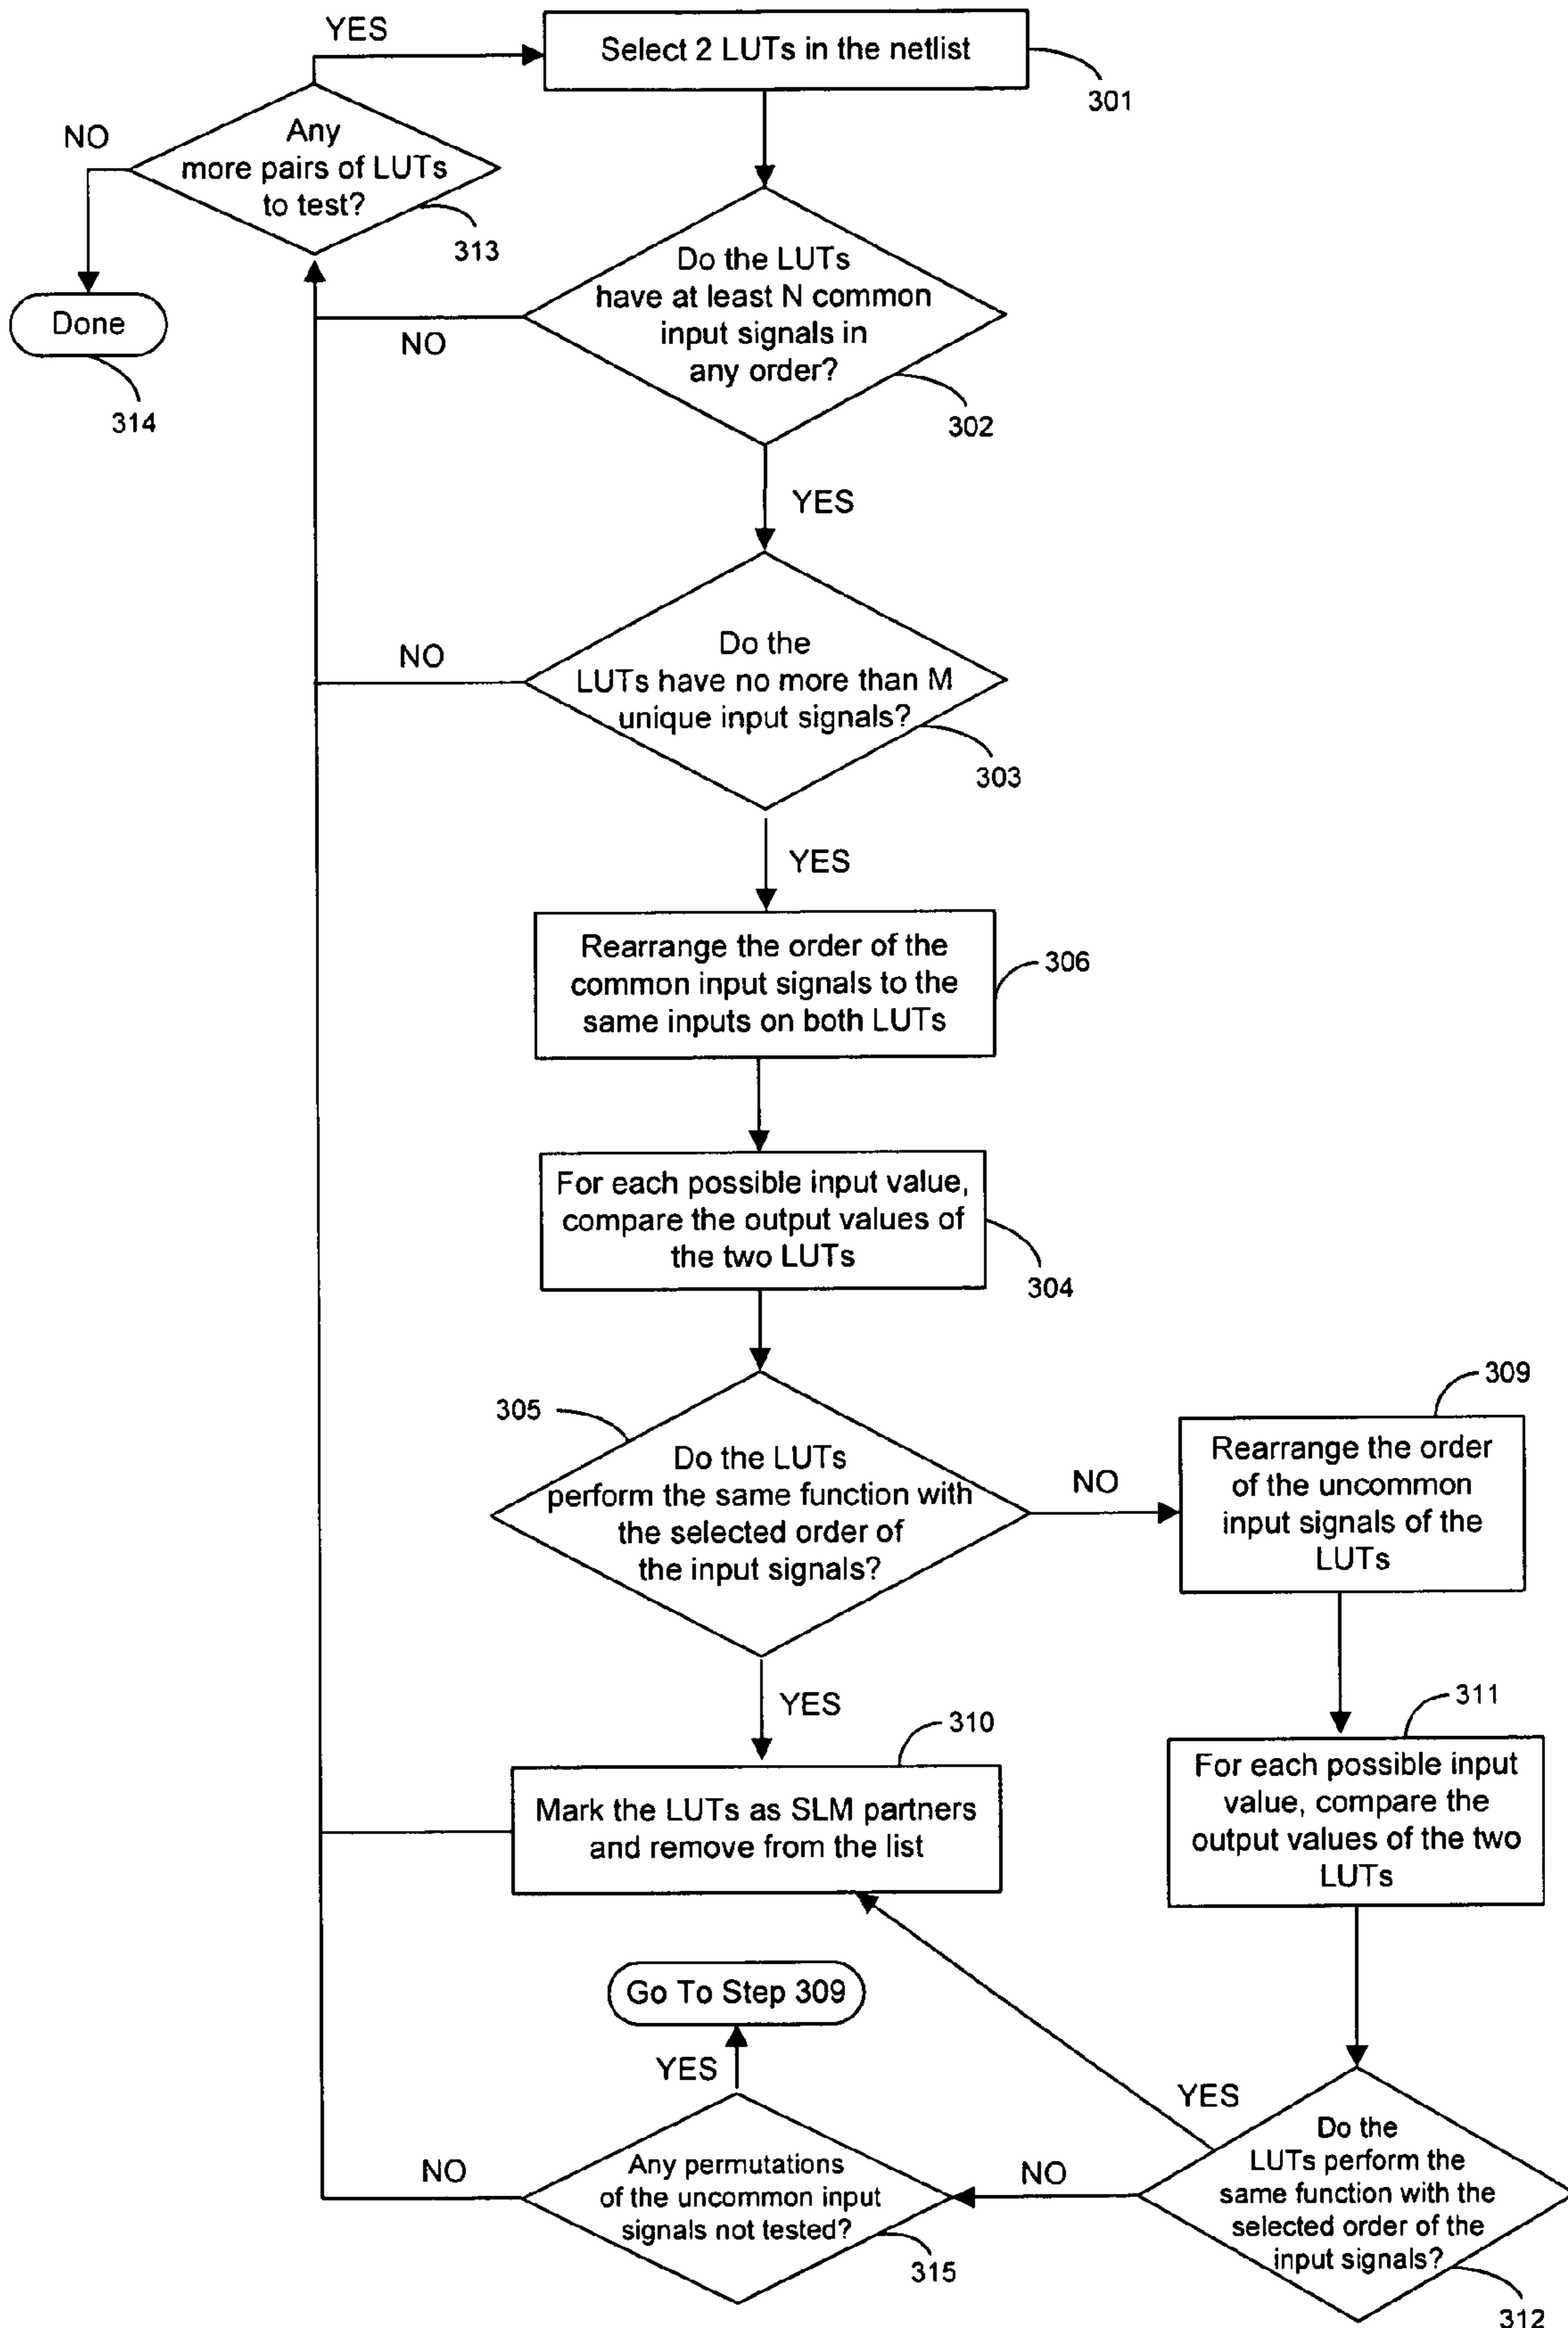 YES
Select 2 LUTs in the netlist
301
NO
Any
more pairs of LUTs
to test?
313
Done
314
Do the LUTs
have at least N common
input signals in
any order?
302
NO
YES
Do the
LUTs have no more than M
unique input signals?
303
NO
YES
Rearrange the order of the
common input signals to the
same inputs on both LUTs
306
For each possible input value,
compare the output values of
the two LUTs
304
305
Do the LUTs
perform the same function with
the selected order of
the input signals?
NO
309
Rearrange the order
of the uncommon
input signals of the
LUTs
YES
310
Mark the LUTs as SLM partners
and remove from the list
311
For each possible input
value, compare the
output values of the two
LUTs
Go To Step 309
YES
YES
Do the
LUTs perform the
same function with the
selected order of the
input signals?
312
NO
Any permutations
of the uncommon input
signals not tested?
315
NO